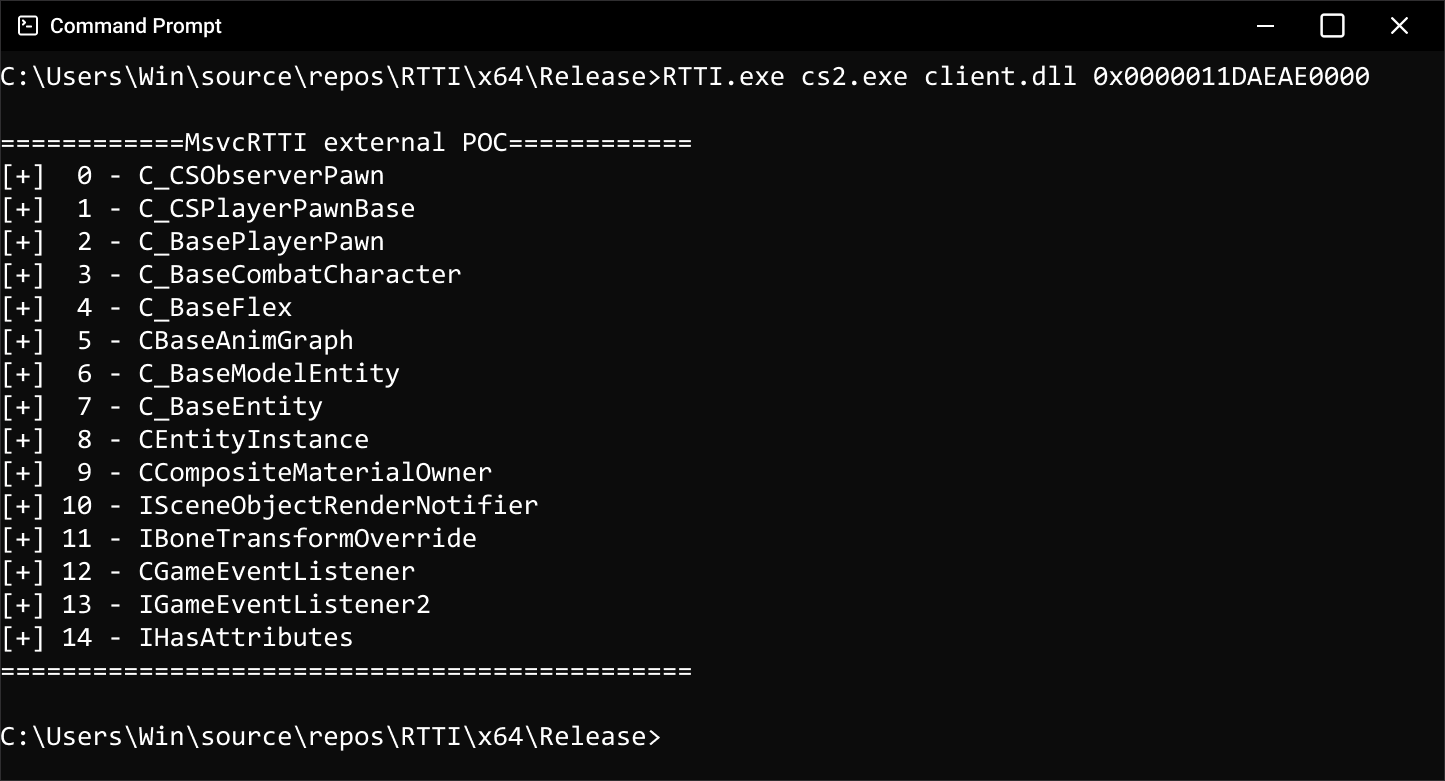 Command Prompt
C:\Users\Win\source\repos\RTTI\x64\Release>RTTI.exe cs2.exe client.dll 0x0000011DAEAE0000
============MsvcRTTI external POC============
[+]  0 - C_CSObserverPawn
[+]  1 - C_CSPlayerPawnBase
[+]  2 - C_BasePlayerPawn
[+]  3 - C_BaseCombatCharacter
[+]  4 - C_BaseFlex
[+]  5 - CBaseAnimGraph
[+]  6 - C_BaseModelEntity
[+]  7 - C_BaseEntity
[+]  8 - CEntityInstance
[+]  9 - CCompositeMaterialOwner
[+] 10 - ISceneObjectRenderNotifier
[+] 11 - IBoneTransformOverride
[+] 12 - CGameEventListener
[+] 13 - IGameEventListener2
[+] 14 - IHasAttributes
=============================================
C:\Users\Win\source\repos\RTTI\x64\Release>